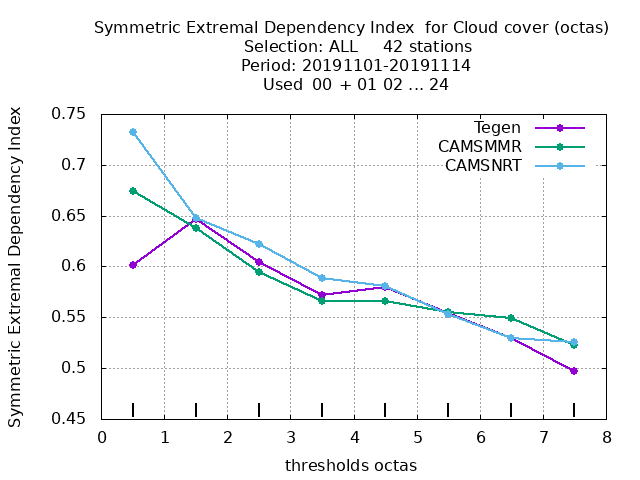 Symmetric Extremal Dependency Index  for Cloud cover (octas)
Selection: ALL     42 stations
Period: 20191101-20191114
Used  00  + 01 02 ... 24
Symmetric Extremal Dependency Index
0.75
0.7
0.65
0.6
0.55
0.5
0.45
Tegen
CAMSMMR
CAMSNRT
0 1 2 3 4 5 6 7 8
thresholds octas